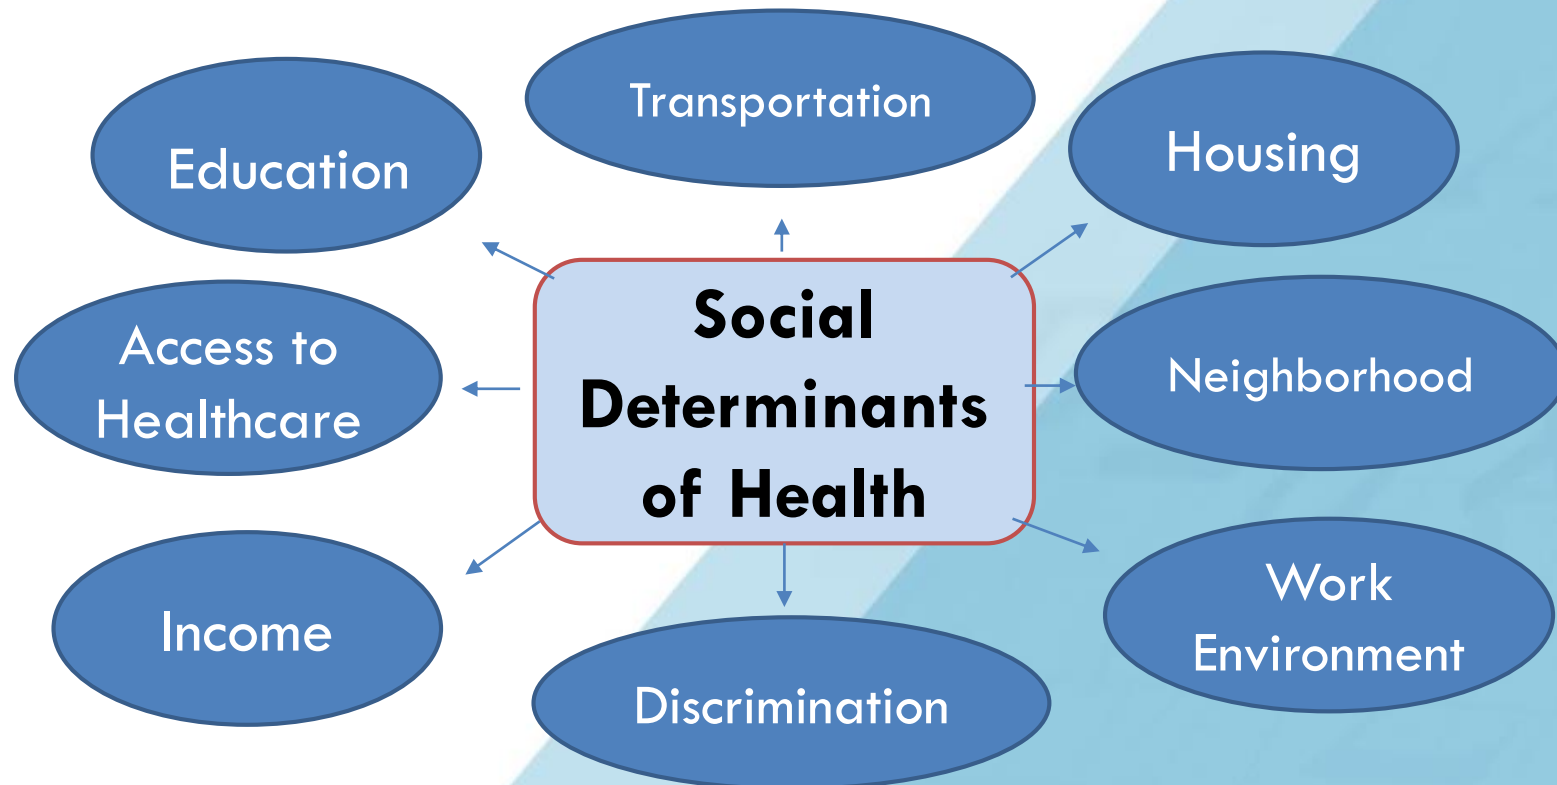 Transportation
Education
Housing
Social
Determinants
of Health
Access to
Healthcare
Neighborhood
Income
Work
Environment
Discrimination